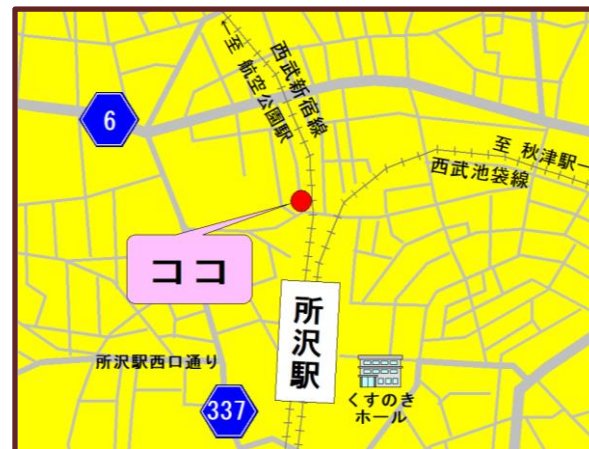 ←至 航空公園駅
西武新宿線
6
至 秋津駅→
西武池袋線
ココ
所沢駅
所沢駅西口通り
337
くすのき
ホール